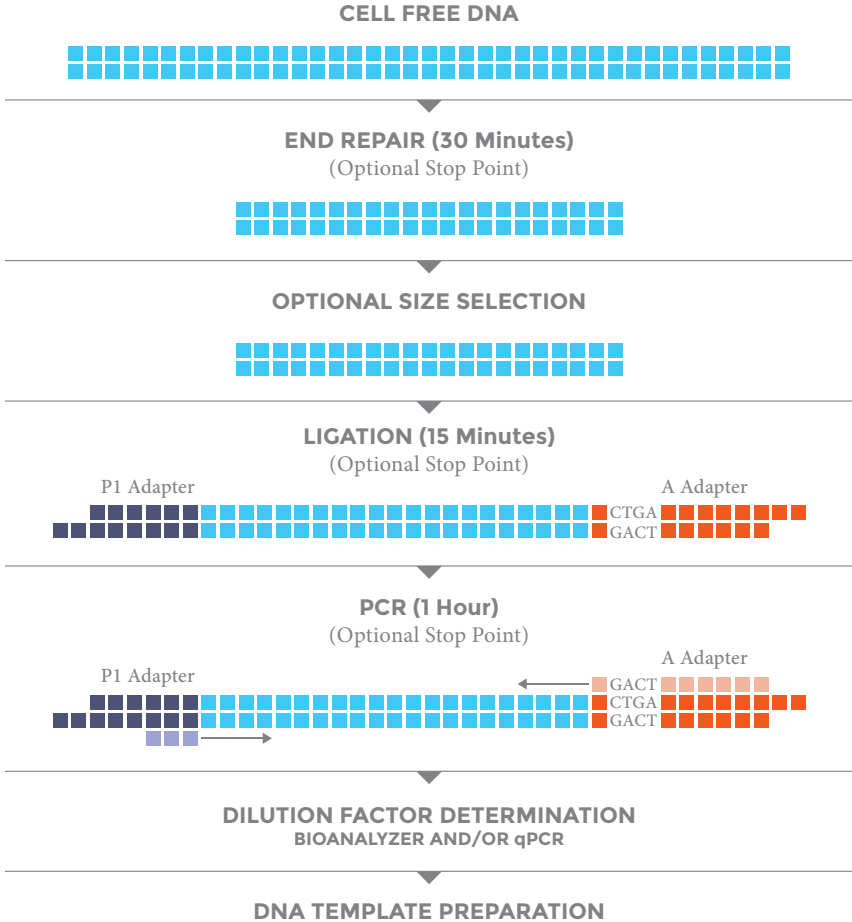 CELL FREE DNA
END REPAIR (30 Minutes)
(Optional Stop Point)
OPTIONAL SIZE SELECTION
LIGATION (15 Minutes)
(Optional Stop Point)
P1 Adapter
A Adapter
CTGA
GACT
PCR (1 Hour)
(Optional Stop Point)
P1 Adapter
A Adapter
GACT
CTGA
GACT
DILUTION FACTOR DETERMINATION
BIOANALYZER AND/OR qPCR
DNA TEMPLATE PREPARATION